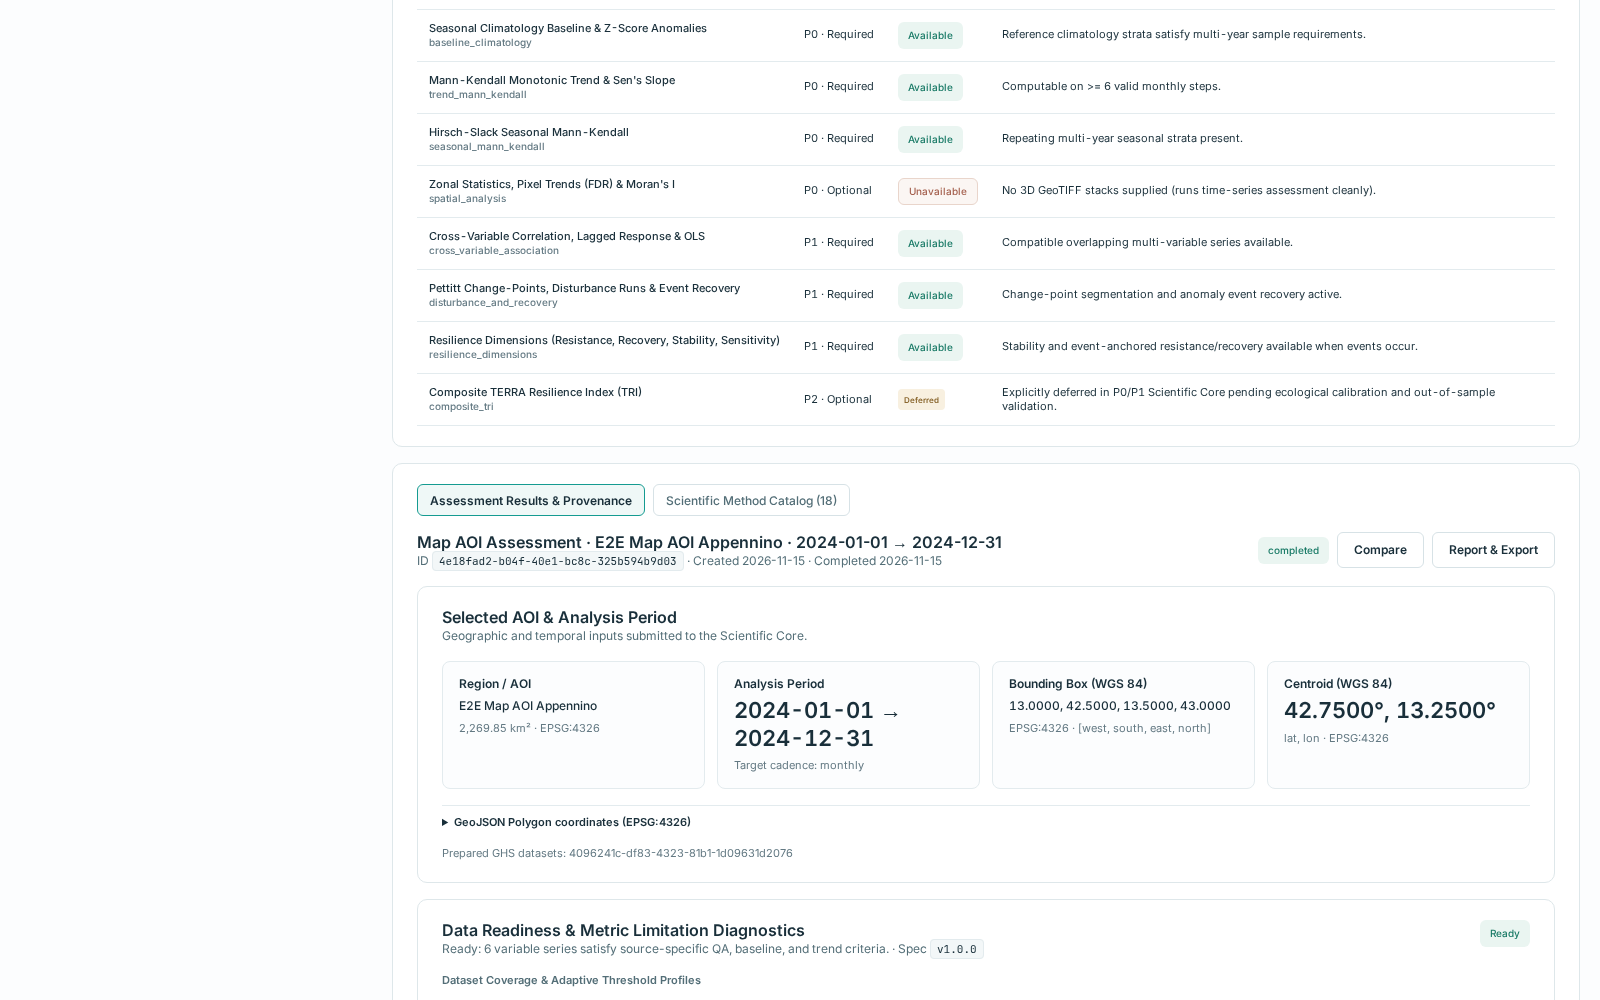 Seasonal Climatology Baseline & Z-Score Anomalies
baseline_climatology
P0 · Required
Available
Reference climatology strata satisfy multi-year sample requirements.
Mann-Kendall Monotonic Trend & Sen's Slope
trend_mann_kendall
P0 · Required
Available
Computable on >= 6 valid monthly steps.
Hirsch-Slack Seasonal Mann-Kendall
seasonal_mann_kendall
P0 · Required
Available
Repeating multi-year seasonal strata present.
Zonal Statistics, Pixel Trends (FDR) & Moran's I
spatial_analysis
P0 · Optional
Unavailable
No 3D GeoTIFF stacks supplied (runs time-series assessment cleanly).
Cross-Variable Correlation, Lagged Response & OLS
cross_variable_association
P1 · Required
Available
Compatible overlapping multi-variable series available.
Pettitt Change-Points, Disturbance Runs & Event Recovery
disturbance_and_recovery
P1 · Required
Available
Change-point segmentation and anomaly event recovery active.
Resilience Dimensions (Resistance, Recovery, Stability, Sensitivity)
resilience_dimensions
P1 · Required
Available
Stability and event-anchored resistance/recovery available when events occur.
Composite TERRA Resilience Index (TRI)
composite_tri
P2 · Optional
Deferred
Explicitly deferred in P0/P1 Scientific Core pending ecological calibration and out-of-sample
validation.
Assessment Results & Provenance
Scientific Method Catalog (18)
Map AOI Assessment · E2E Map AOI Appennino · 2024-01-01 → 2024-12-31
ID 4e18fad2-b04f-40e1-bc8c-325b594b9d03 · Created 2026-11-15 · Completed 2026-11-15
completed
Compare
Report & Export
Selected AOI & Analysis Period
Geographic and temporal inputs submitted to the Scientific Core.
Region / AOI
E2E Map AOI Appennino
2,269.85 km² · EPSG:4326
Analysis Period
2024-01-01 →
2024-12-31
Target cadence: monthly
Bounding Box (WGS 84)
13.0000, 42.5000, 13.5000, 43.0000
EPSG:4326 · [west, south, east, north]
Centroid (WGS 84)
42.7500°, 13.2500°
lat, lon · EPSG:4326
▶ GeoJSON Polygon coordinates (EPSG:4326)
Prepared GHS datasets: 4096241c-df83-4323-81b1-1d09631d2076
Data Readiness & Metric Limitation Diagnostics
Ready: 6 variable series satisfy source-specific QA, baseline, and trend criteria. · Spec v1.0.0
Ready
Dataset Coverage & Adaptive Threshold Profiles